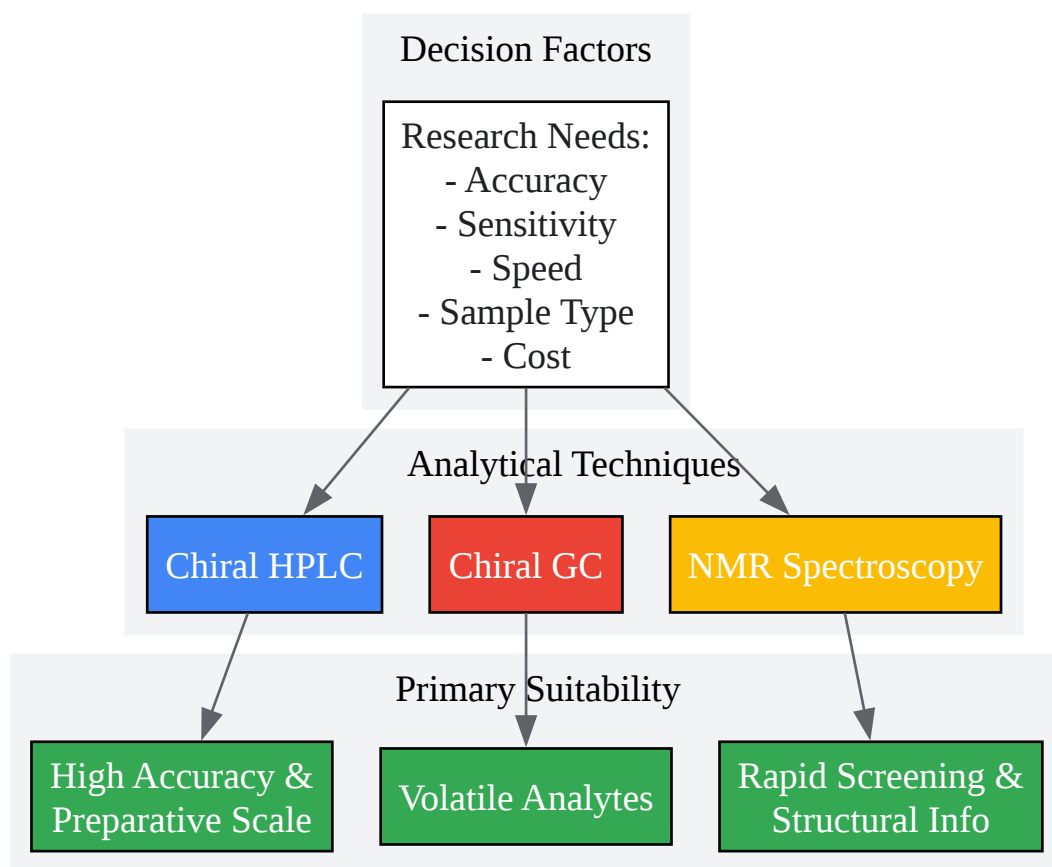 Decision Factors
Research Needs:
- Accuracy
- Sensitivity
- Speed
- Sample Type
- Cost
Analytical Techniques
Chiral HPLC
Chiral GC
NMR Spectroscopy
Primary Suitability
High Accuracy &
Preparative Scale
Volatile Analytes
Rapid Screening &
Structural Info